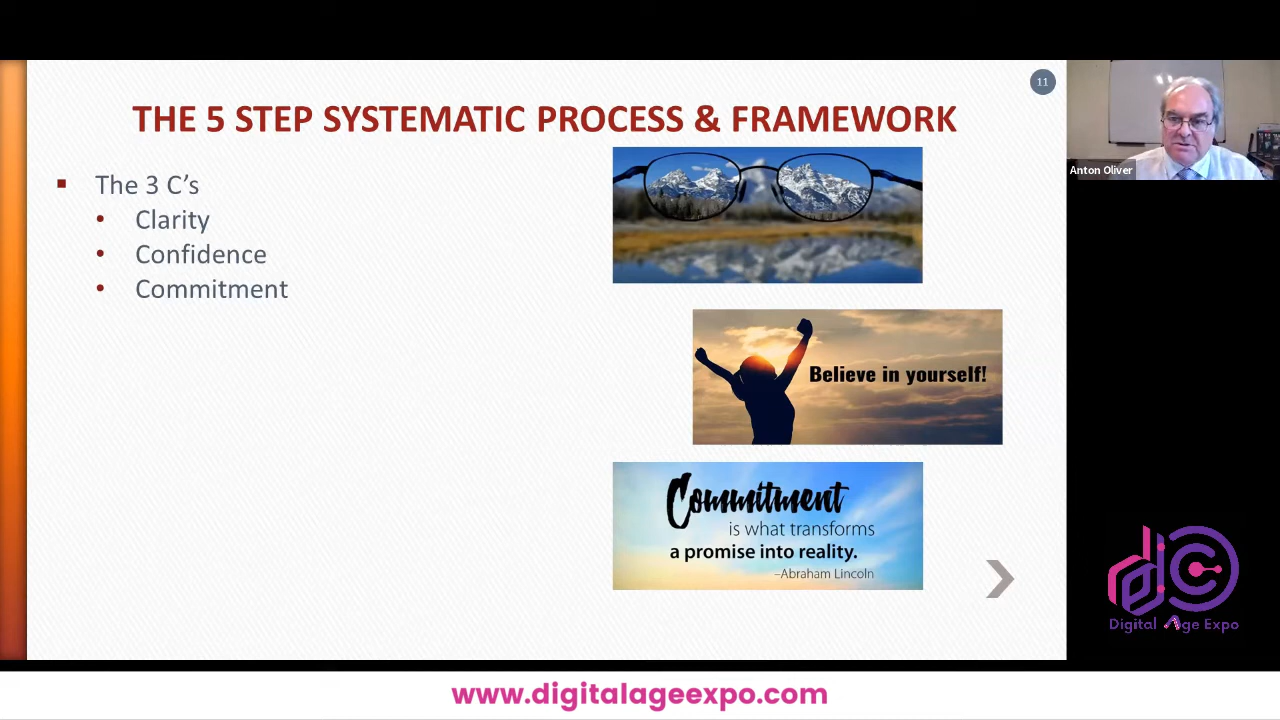 11
THE 5 STEP SYSTEMATIC PROCESS & FRAMEWORK
The 3 C’s
Clarity
Confidence
Commitment
Believe in yourself!
Commitment
is what transforms
a promise into reality.
–Abraham Lincoln
Anton Oliver
Digital Age Expo
www.digitalageexpo.com